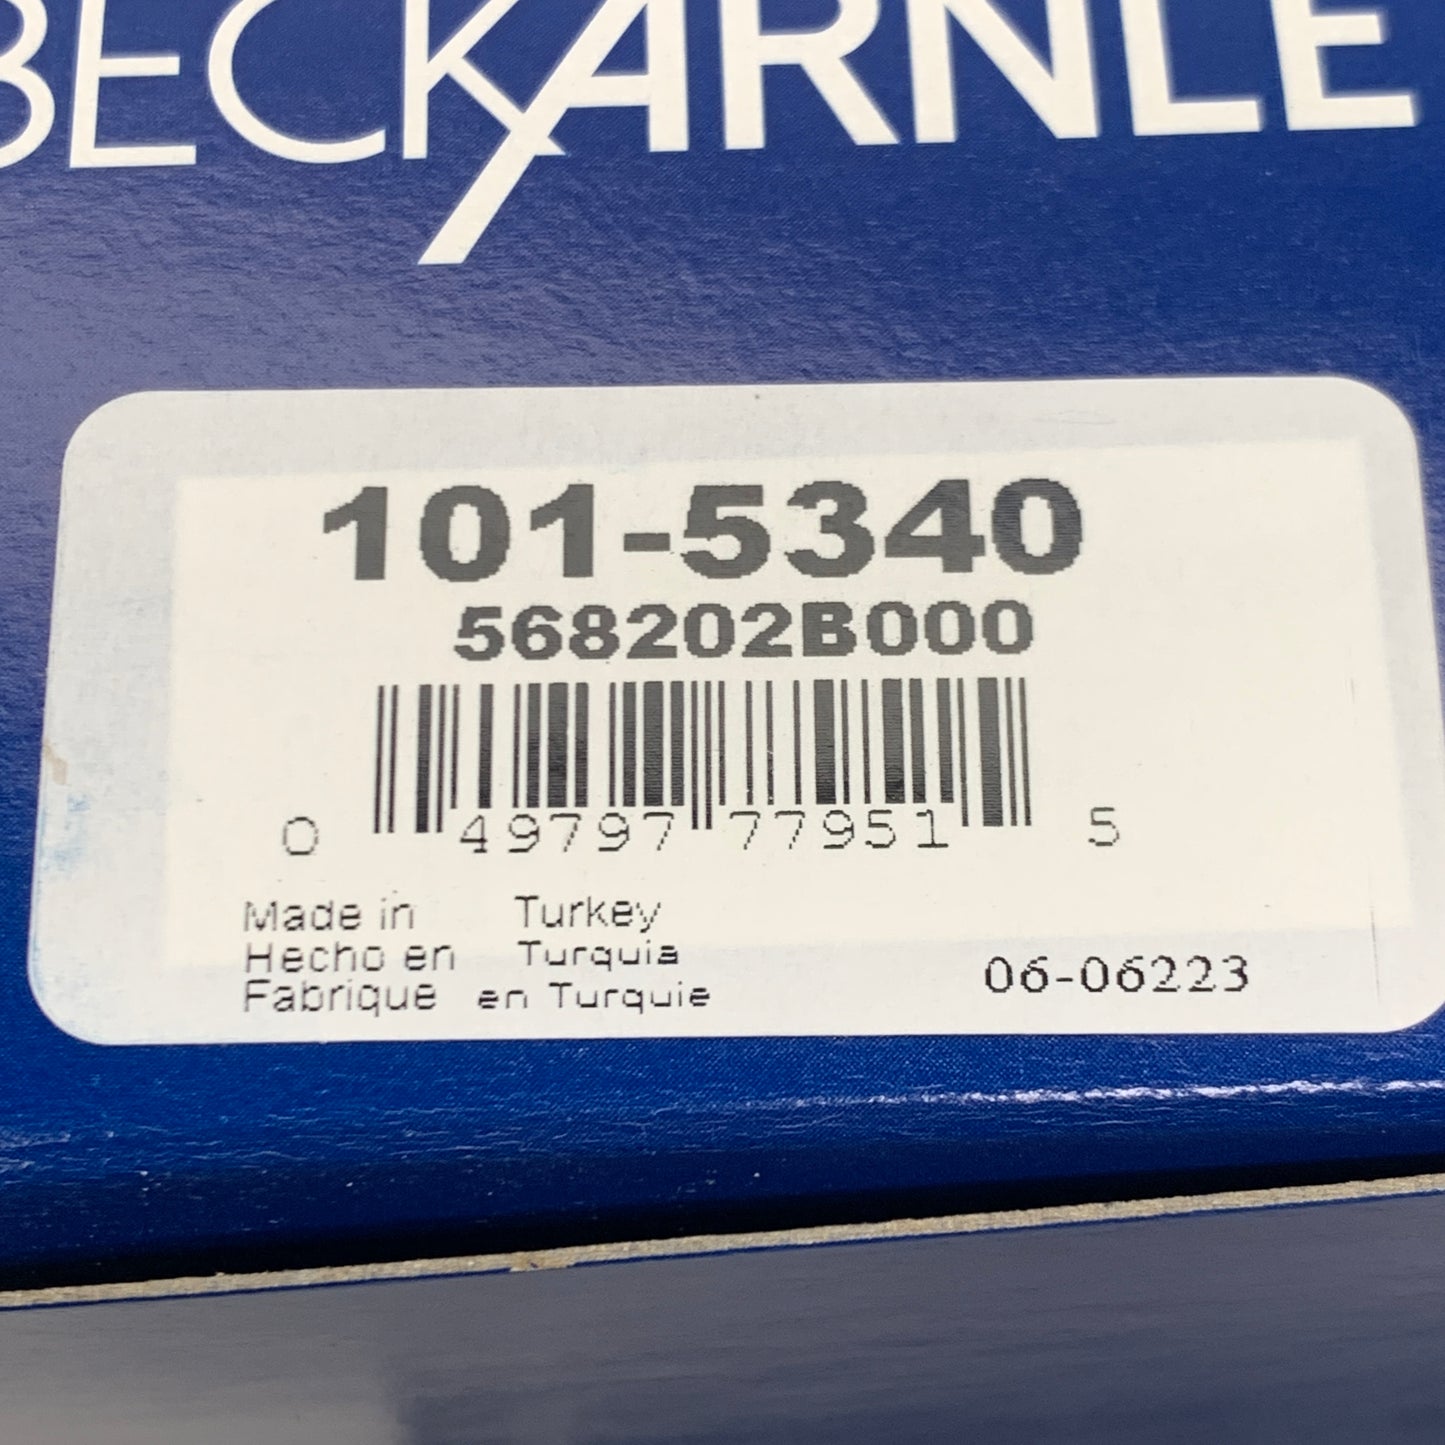 BECKARNLE
101-5340
568202B000
0 49797 77951 5
Made in Turkey
Hecho en Turquia
Fabrique en Turquie
06-06223